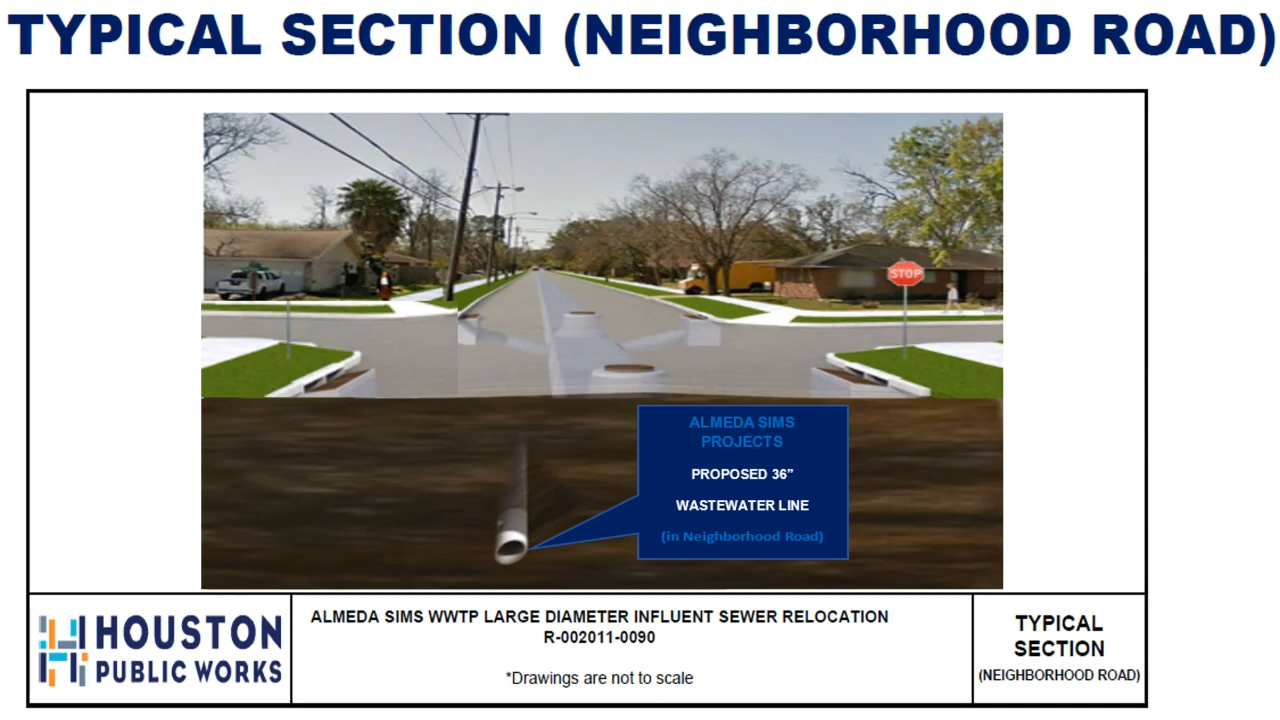 TYPICAL SECTION (NEIGHBORHOOD ROAD)
STOP
ALMEDA SIMS
PROJECTS
PROPOSED 36”
WASTEWATER LINE
(in Neighborhood Road)
HOUSTON
PUBLIC WORKS
ALMEDA SIMS WWTP LARGE DIAMETER INFLUENT SEWER RELOCATION
R-002011-0090
*Drawings are not to scale
TYPICAL
SECTION
(NEIGHBORHOOD ROAD)